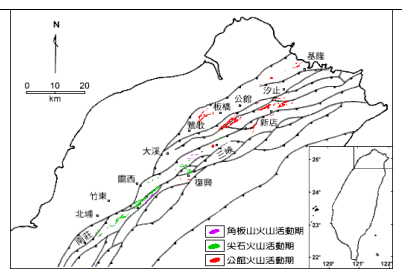 N
0 10 20
km
基隆
汐止
公館
板橋
新店
鶯歌
三峽
大溪
關西
復興
竹東
北埔
南庄
角板山火山活動期
尖石火山活動期
公館火山活動期
25°
24°
23°
22°
120° 121° 122°